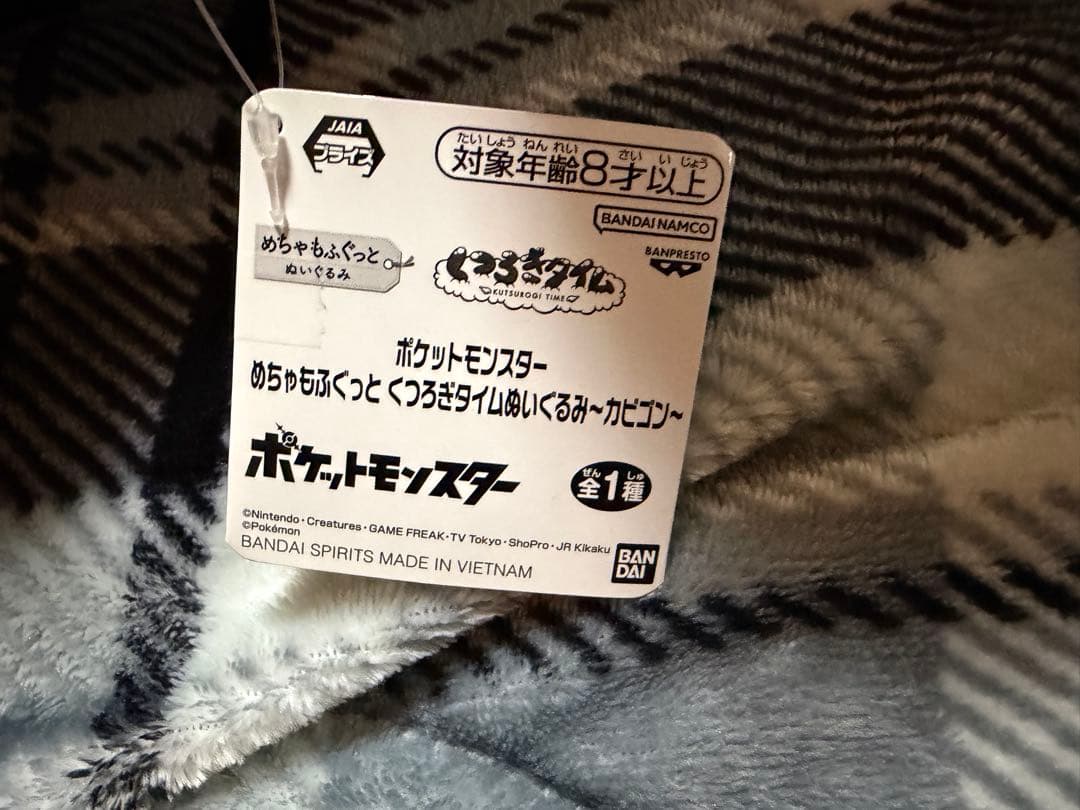 JAIA
プライズ
たいしょうねんれい さいいじょう
対象年齢8才以上
BANDAI NAMCO
BANPRESTO
めちゃもふぐっと
ぬいぐるみ
くつろぎタイム
KUTSUROGI TIME
ポケットモンスター
めちゃもふぐっと くつろぎタイムぬいぐるみ~カビゴン~
ポケットモンスター
ぜん しゅ
全1種
©Nintendo・Creatures・GAME FREAK・TV Tokyo・ShoPro・JR Kikaku
©Pokémon
BANDAI SPIRITS MADE IN VIETNAM
BAN
DAI